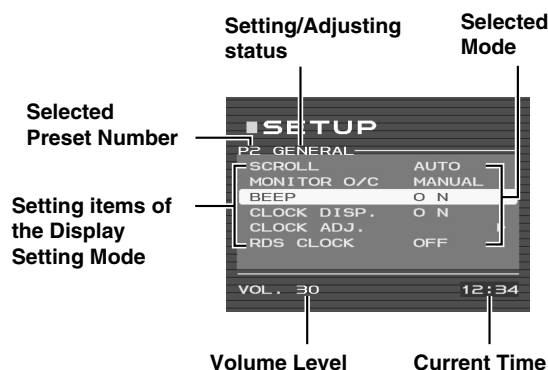 Setting/Adjusting
status
Selected
Mode
Selected
Preset Number
Setting items of
the Display
Setting Mode
SETUP
P2 GENERAL
SCROLL AUTO
MONITOR O/C MANUAL
BEEP O N
CLOCK DISP. O N
CLOCK ADJ.
RDS CLOCK OFF
VOL. 30 12:34
Volume Level Current Time